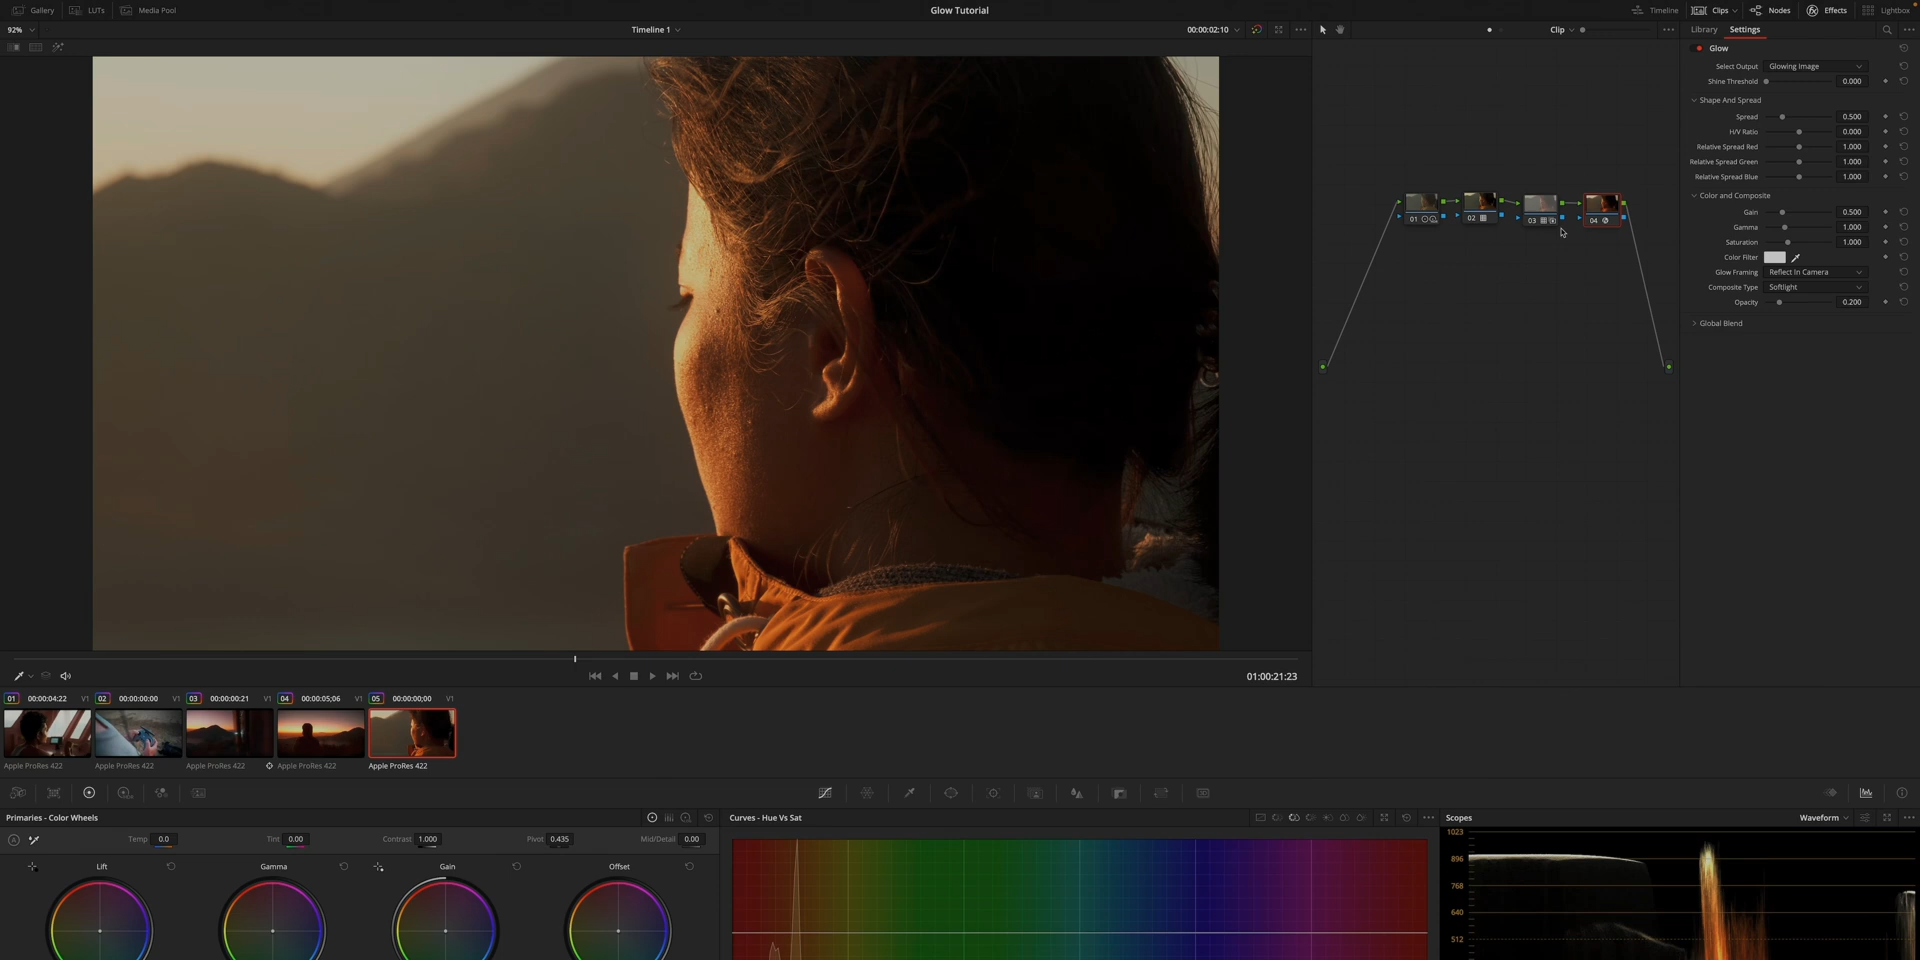 Gallery LUTs Media Pool Glow Tutorial Timeline Clips Nodes Effects Lightbox
92% Timeline 1 00:00:02:10 Clip Library Settings
Glow
Select Output Glowing Image
Shine Threshold 0.000
Shape And Spread
Spread 0.500
H/V Ratio 0.000
Relative Spread Red 1.000
Relative Spread Green 1.000
Relative Spread Blue 1.000
Color and Composite
Gain 0.500
Gamma 1.000
Saturation 1.000
Color Filter
Glow Framing Reflect In Camera
Composite Type Softlight
Opacity 0.200
Global Blend
01 02 03 04
01:00:21:23
01 00:00:04:22 V1 02 00:00:00:00 V1 03 00:00:00:21 V1 04 00:00:05;06 V1 05 00:00:00;00 V1
Apple ProRes 422 Apple ProRes 422 Apple ProRes 422 Apple ProRes 422 Apple ProRes 422
Primaries - Color Wheels Curves - Hue Vs Sat Scopes Waveform
Temp 0.0 Tint 0.00 Contrast 1.000 Pivot 0.435 Mid/Detail 0.00
Lift Gamma Gain Offset
1023
896
768
640
512